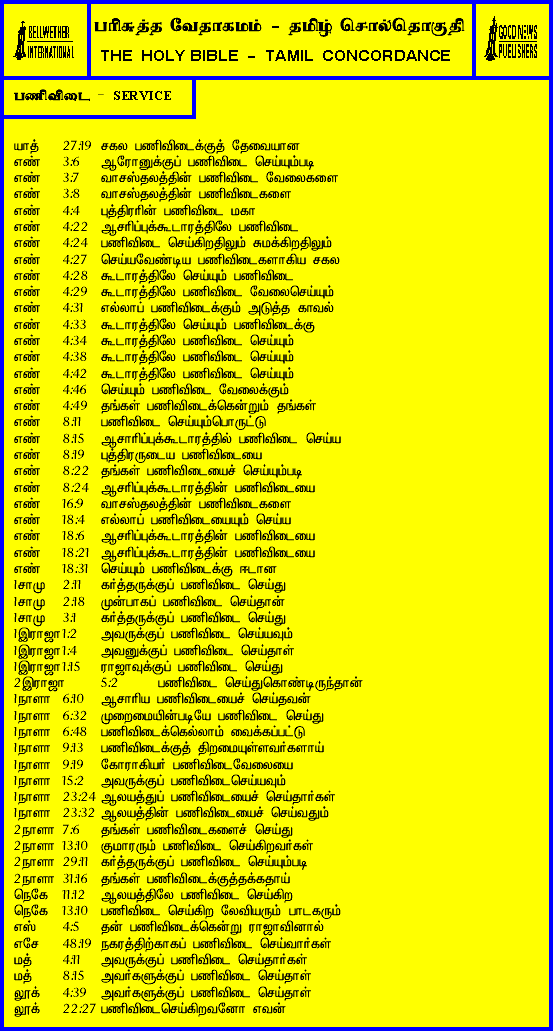 BELLWETHER
INTERNATIONAL
பரிசுத்த வேதாகமம் - தமிழ் சொல்தொகுதி
THE HOLY BIBLE - TAMIL CONCORDANCE
GOOD NEWS
PUBLISHERS
பணிவிடை - SERVICE
யாத் 27:19 சகல பணிவிடைக்குத் தேவையான
எண் 3:6 ஆரோனுக்குப் பணிவிடை செய்யும்படி
எண் 3:7 வாசஸ்தலத்தின் பணிவிடை வேலைகளை
எண் 3:8 வாசஸ்தலத்தின் பணிவிடைகளை
எண் 4:4 புத்திரரின் பணிவிடை மகா
எண் 4:22 ஆசரிப்புக்கூடாரத்திலே பணிவிடை
எண் 4:24 பணிவிடை செய்கிறதிலும் சுமக்கிறதிலும்
எண் 4:27 செய்யவேண்டிய பணிவிடைகளாகிய சகல
எண் 4:28 கூடாரத்திலே செய்யும் பணிவிடை
எண் 4:29 கூடாரத்திலே பணிவிடை வேலைசெய்யும்
எண் 4:31 எல்லாப் பணிவிடைக்கும் அடுத்த காவல்
எண் 4:33 கூடாரத்திலே செய்யும் பணிவிடைக்கு
எண் 4:34 கூடாரத்திலே பணிவிடை செய்யும்
எண் 4:38 கூடாரத்திலே பணிவிடை செய்யும்
எண் 4:42 கூடாரத்திலே பணிவிடை செய்யும்
எண் 4:46 செய்யும் பணிவிடை வேலைக்கும்
எண் 4:49 தங்கள் பணிவிடைக்கென்றும் தங்கள்
எண் 8:11 பணிவிடை செய்யும்பொருட்டு
எண் 8:15 ஆசாரிப்புக்கூடாரத்தில் பணிவிடை செய்ய
எண் 8:19 புத்திரருடைய பணிவிடையை
எண் 8:22 தங்கள் பணிவிடையைச் செய்யும்படி
எண் 8:24 ஆசரிப்புக்கூடாரத்தின் பணிவிடையை
எண் 16:9 வாசஸ்தலத்தின் பணிவிடைகளை
எண் 18:4 எல்லாப் பணிவிடையையும் செய்ய
எண் 18:6 ஆசரிப்புக்கூடாரத்தின் பணிவிடையை
எண் 18:21 ஆசரிப்புக்கூடாரத்தின் பணிவிடையை
எண் 18:31 செய்யும் பணிவிடைக்கு ஈடான
1சாமு 2:11 கர்த்தருக்குப் பணிவிடை செய்து
1சாமு 2:18 முன்பாகப் பணிவிடை செய்தான்
1சாமு 3:1 கர்த்தருக்குப் பணிவிடை செய்து
1இராஜா 1:2 அவருக்குப் பணிவிடை செய்யவும்
1இராஜா 1:4 அவனுக்குப் பணிவிடை செய்தாள்
1இராஜா 1:15 ராஜாவுக்குப் பணிவிடை செய்து
2இராஜா 5:2 பணிவிடை செய்துகொண்டிருந்தான்
1நாளா 6:10 ஆசாரிய பணிவிடையைச் செய்தவன்
1நாளா 6:32 முறைமையின்படியே பணிவிடை செய்து
1நாளா 6:48 பணிவிடைக்கெல்லாம் வைக்கப்பட்டு
1நாளா 9:13 பணிவிடைக்குத் திறமையுள்ளவர்களாய்
1நாளா 9:19 கோராகியர் பணிவிடைவேலையை
1நாளா 15:2 அவருக்குப் பணிவிடைசெய்யவும்
1நாளா 23:24 ஆலயத்துப் பணிவிடையைச் செய்தார்கள்
1நாளா 23:32 ஆலயத்தின் பணிவிடையைச் செய்வதும்
2நாளா 7:6 தங்கள் பணிவிடைகளைச் செய்து
2நாளா 13:10 குமாரரும் பணிவிடை செய்கிறவர்கள்
2நாளா 29:11 கர்த்தருக்குப் பணிவிடை செய்யும்படி
2நாளா 31:16 தங்கள் பணிவிடைக்குத்தக்கதாய்
நெகே 11:12 ஆலயத்திலே பணிவிடை செய்கிற
நெகே 13:10 பணிவிடை செய்கிற லேவியரும் பாடகரும்
எஸ் 4:5 தன் பணிவிடைக்கென்று ராஜாவினால்
எசே 48:19 நகரத்திற்காகப் பணிவிடை செய்வார்கள்
மத் 4:11 அவருக்குப் பணிவிடை செய்தார்கள்
மத் 8:15 அவர்களுக்குப் பணிவிடை செய்தாள்
லூக் 4:39 அவர்களுக்குப் பணிவிடை செய்தாள்
லூக் 22:27 பணிவிடைசெய்கிறவனோ எவன்